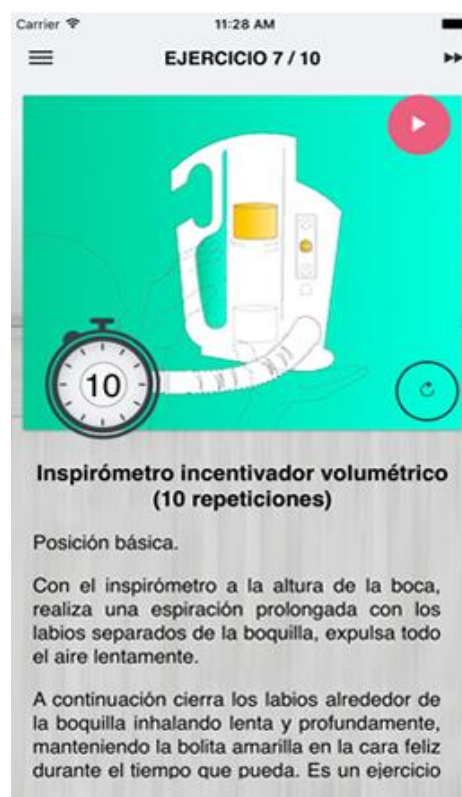 Carrier
11:28 AM
EJERCICIO 7 / 10
10
Inspirómetro incentivador volumétrico
(10 repeticiones)
Posición básica.
Con el inspirómetro a la altura de la boca,
realiza una espiración prolongada con los
labios separados de la boquilla, expulsa todo
el aire lentamente.
A continuación cierra los labios alrededor de
la boquilla inhalando lenta y profundamente,
manteniendo la bolita amarilla en la cara feliz
durante el tiempo que pueda. Es un ejercicio